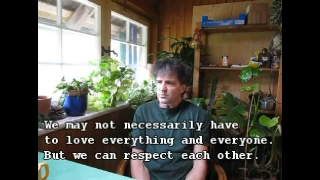 We may not necessarily have
to love everything and everyone.
But we can respect each other.